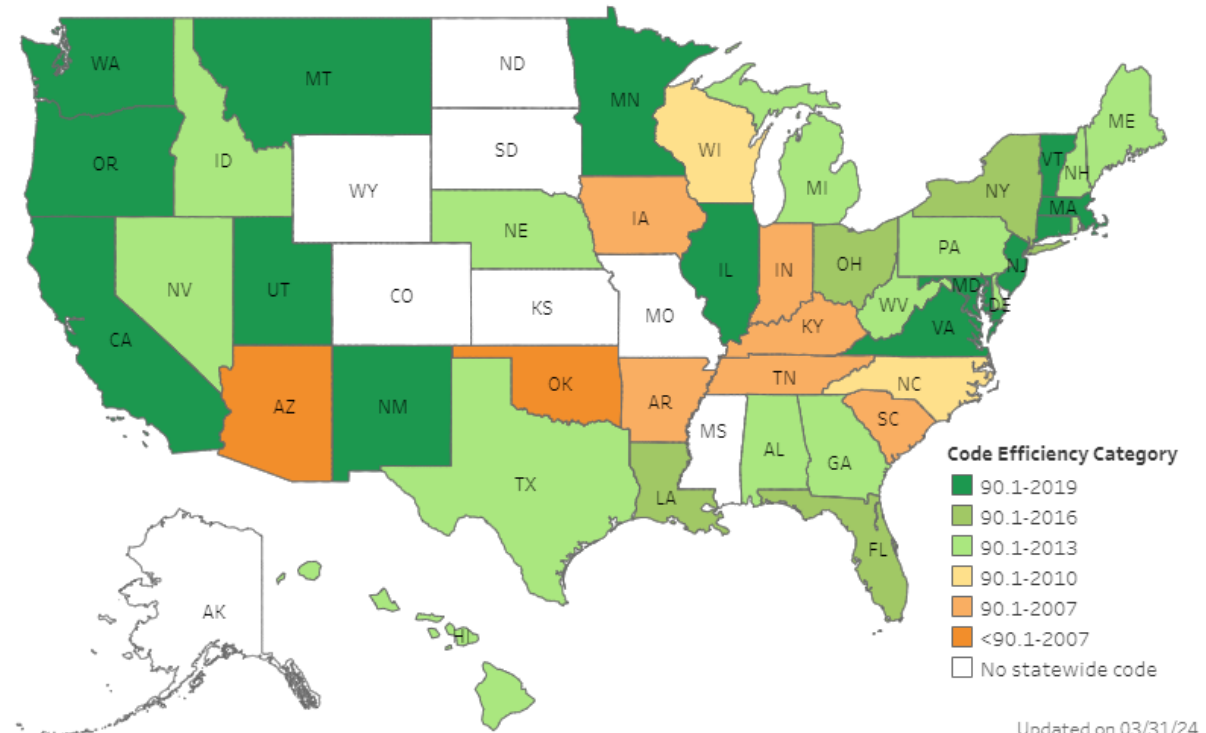 WA
MT
ND
MN
OR
ID
WY
SD
WI
MI
NY
VT
NH
ME
MA
NE
IA
PA
NJ
NV
UT
CO
KS
MO
IL
IN
OH
WV
MD
DE
VA
KY
CA
AZ
NM
OK
AR
TN
NC
SC
MS
AL
GA
TX
LA
FL
AK
HI
Code Efficiency Category
90.1-2019
90.1-2016
90.1-2013
90.1-2010
90.1-2007
<90.1-2007
No statewide code
Updated on 03/31/24